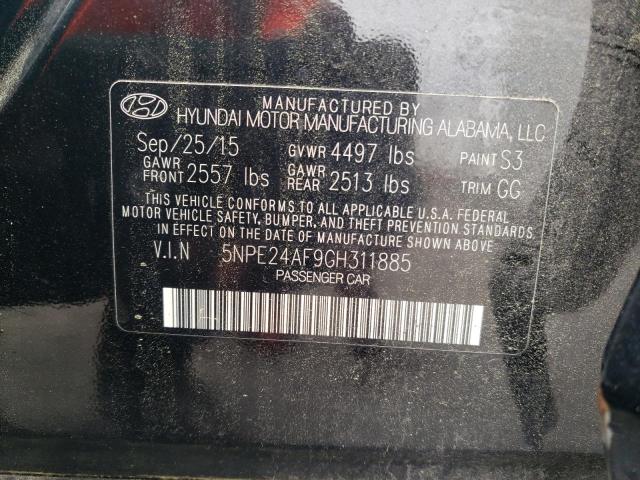 MANUFACTURED BY
HYUNDAI MOTOR MANUFACTURING ALABAMA, LLC
Sep/25/15 GVWR 4497 lbs PAINT S3
GAWR FRONT 2557 lbs GAWR REAR 2513 lbs TRIM GG
THIS VEHICLE CONFORMS TO ALL APPLICABLE U.S.A. FEDERAL
MOTOR VEHICLE SAFETY, BUMPER, AND THEFT PREVENTION
STANDARDS IN EFFECT ON THE DATE OF MANUFACTURE SHOWN ABOVE
V.I.N 5NPE24AF9GH311885
PASSENGER CAR